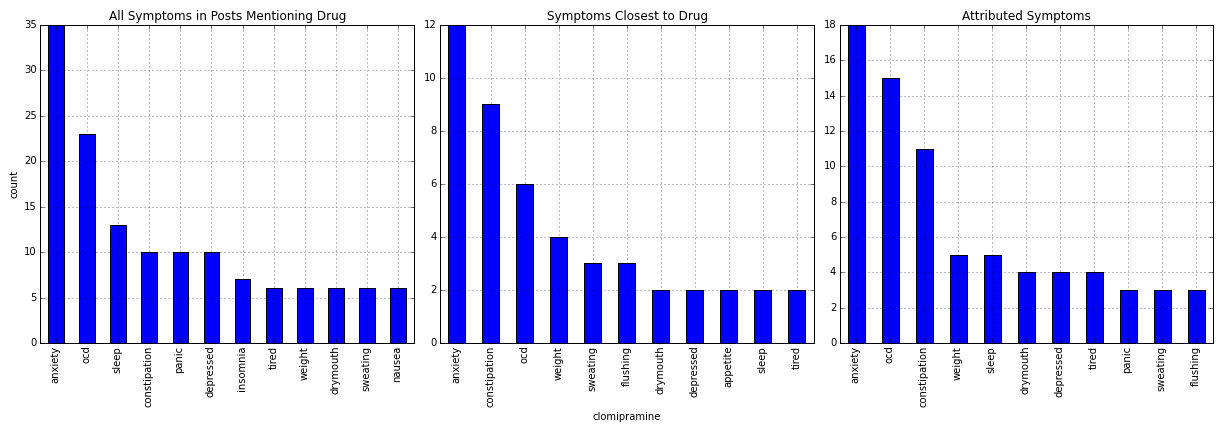 All Symptoms in Posts Mentioning Drug
35
30
25
20
15
10
5
0
count
anxiety
ocd
sleep
constipation
panic
depressed
insomnia
tired
weight
drymouth
sweating
nausea
Symptoms Closest to Drug
12
10
8
6
4
2
0
anxiety
constipation
ocd
weight
sweating
flushing
drymouth
depressed
appetite
sleep
tired
clomipramine
Attributed Symptoms
18
16
14
12
10
8
6
4
2
0
anxiety
ocd
constipation
weight
sleep
drymouth
depressed
tired
panic
sweating
flushing